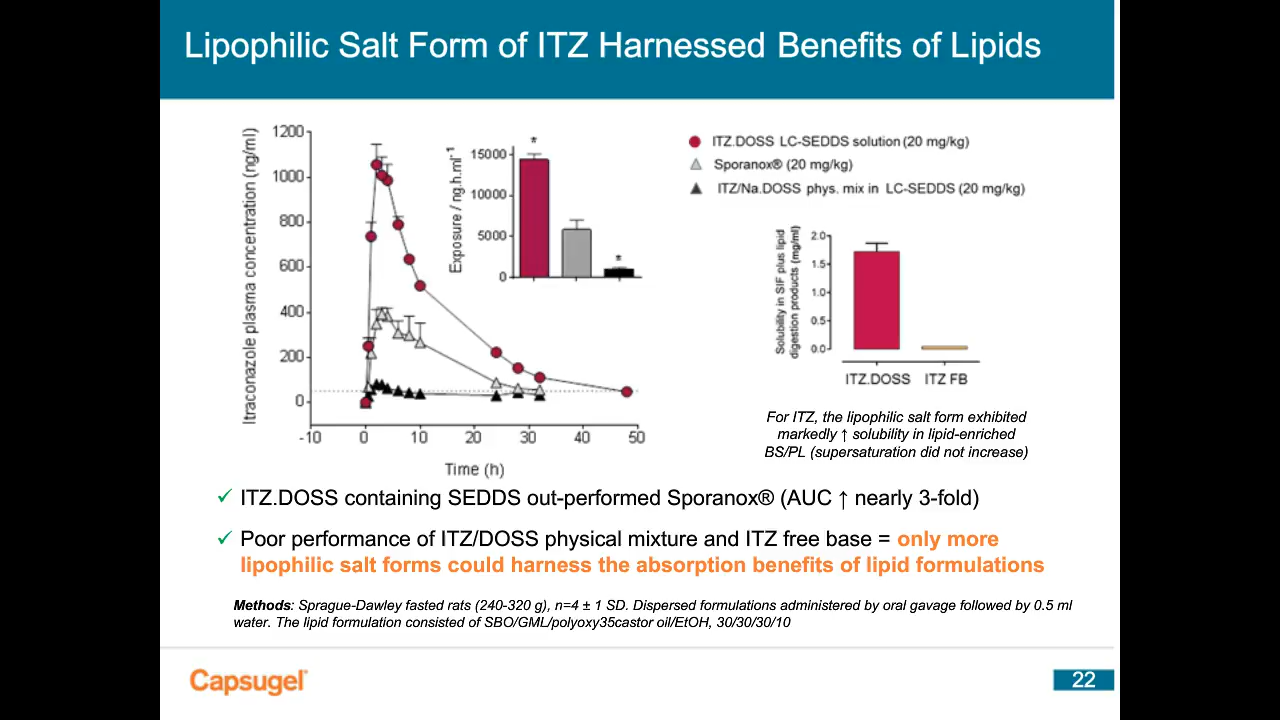 Lipophilic Salt Form of ITZ Harnessed Benefits of Lipids
Itraconazole plasma concentration (ng/ml)
1200
1000
800
600
400
200
0
-10
0
10
20
30
40
50
Time (h)
Exposure / ng.h.ml-1
15000
10000
5000
0
*
*
ITZ.DOSS LC-SEDDS solution (20 mg/kg)
Sporanox® (20 mg/kg)
ITZ/Na.DOSS phys. mix in LC-SEDDS (20 mg/kg)
Solubility in SIF plus lipid
digestion products (mg/ml)
2.0
1.5
1.0
0.5
0.0
ITZ.DOSS
ITZ FB
For ITZ, the lipophilic salt form exhibited
markedly ↑ solubility in lipid-enriched
BS/PL (supersaturation did not increase)
✓ ITZ.DOSS containing SEDDS out-performed Sporanox® (AUC ↑ nearly 3-fold)
✓ Poor performance of ITZ/DOSS physical mixture and ITZ free base = only more
lipophilic salt forms could harness the absorption benefits of lipid formulations
Methods: Sprague-Dawley fasted rats (240-320 g), n=4 ± 1 SD. Dispersed formulations administered by oral gavage followed by 0.5 ml
water. The lipid formulation consisted of SBO/GML/polyoxy35castor oil/EtOH, 30/30/30/10
Capsugel®
22